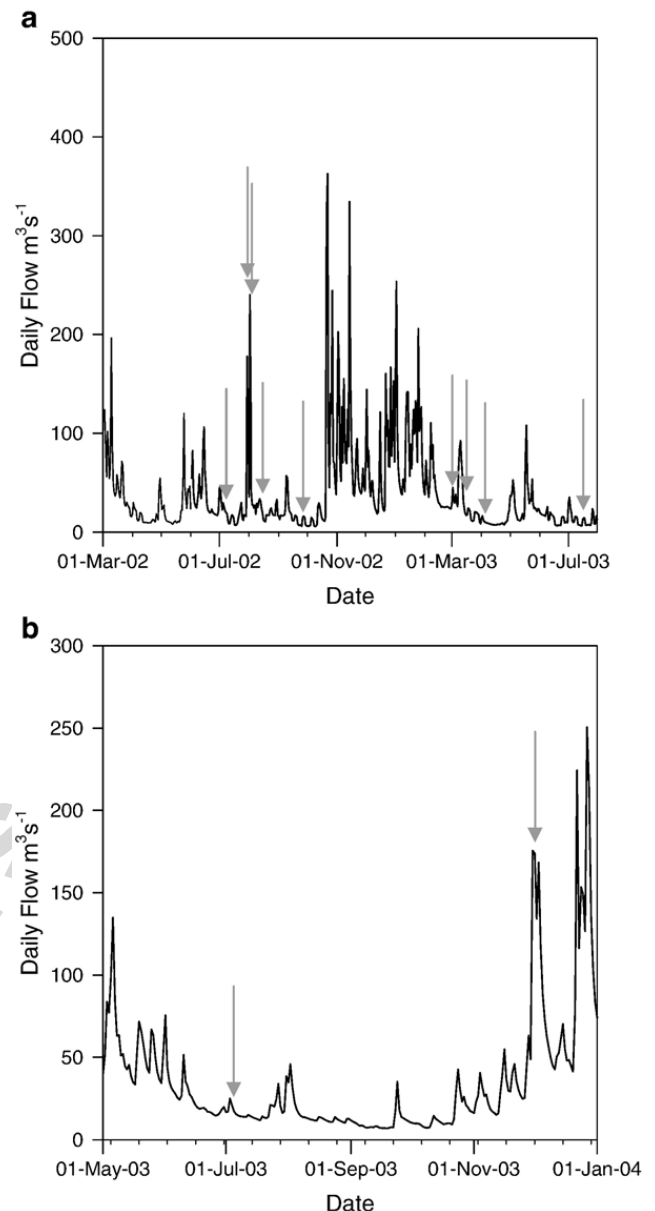 a
500
400
300
200
100
0
Daily Flow m³s⁻¹
01-Mar-02 01-Jul-02 01-Nov-02 01-Mar-03 01-Jul-03
Date
b
300
250
200
150
100
50
0
Daily Flow m³s⁻¹
01-May-03 01-Jul-03 01-Sep-03 01-Nov-03 01-Jan-04
Date